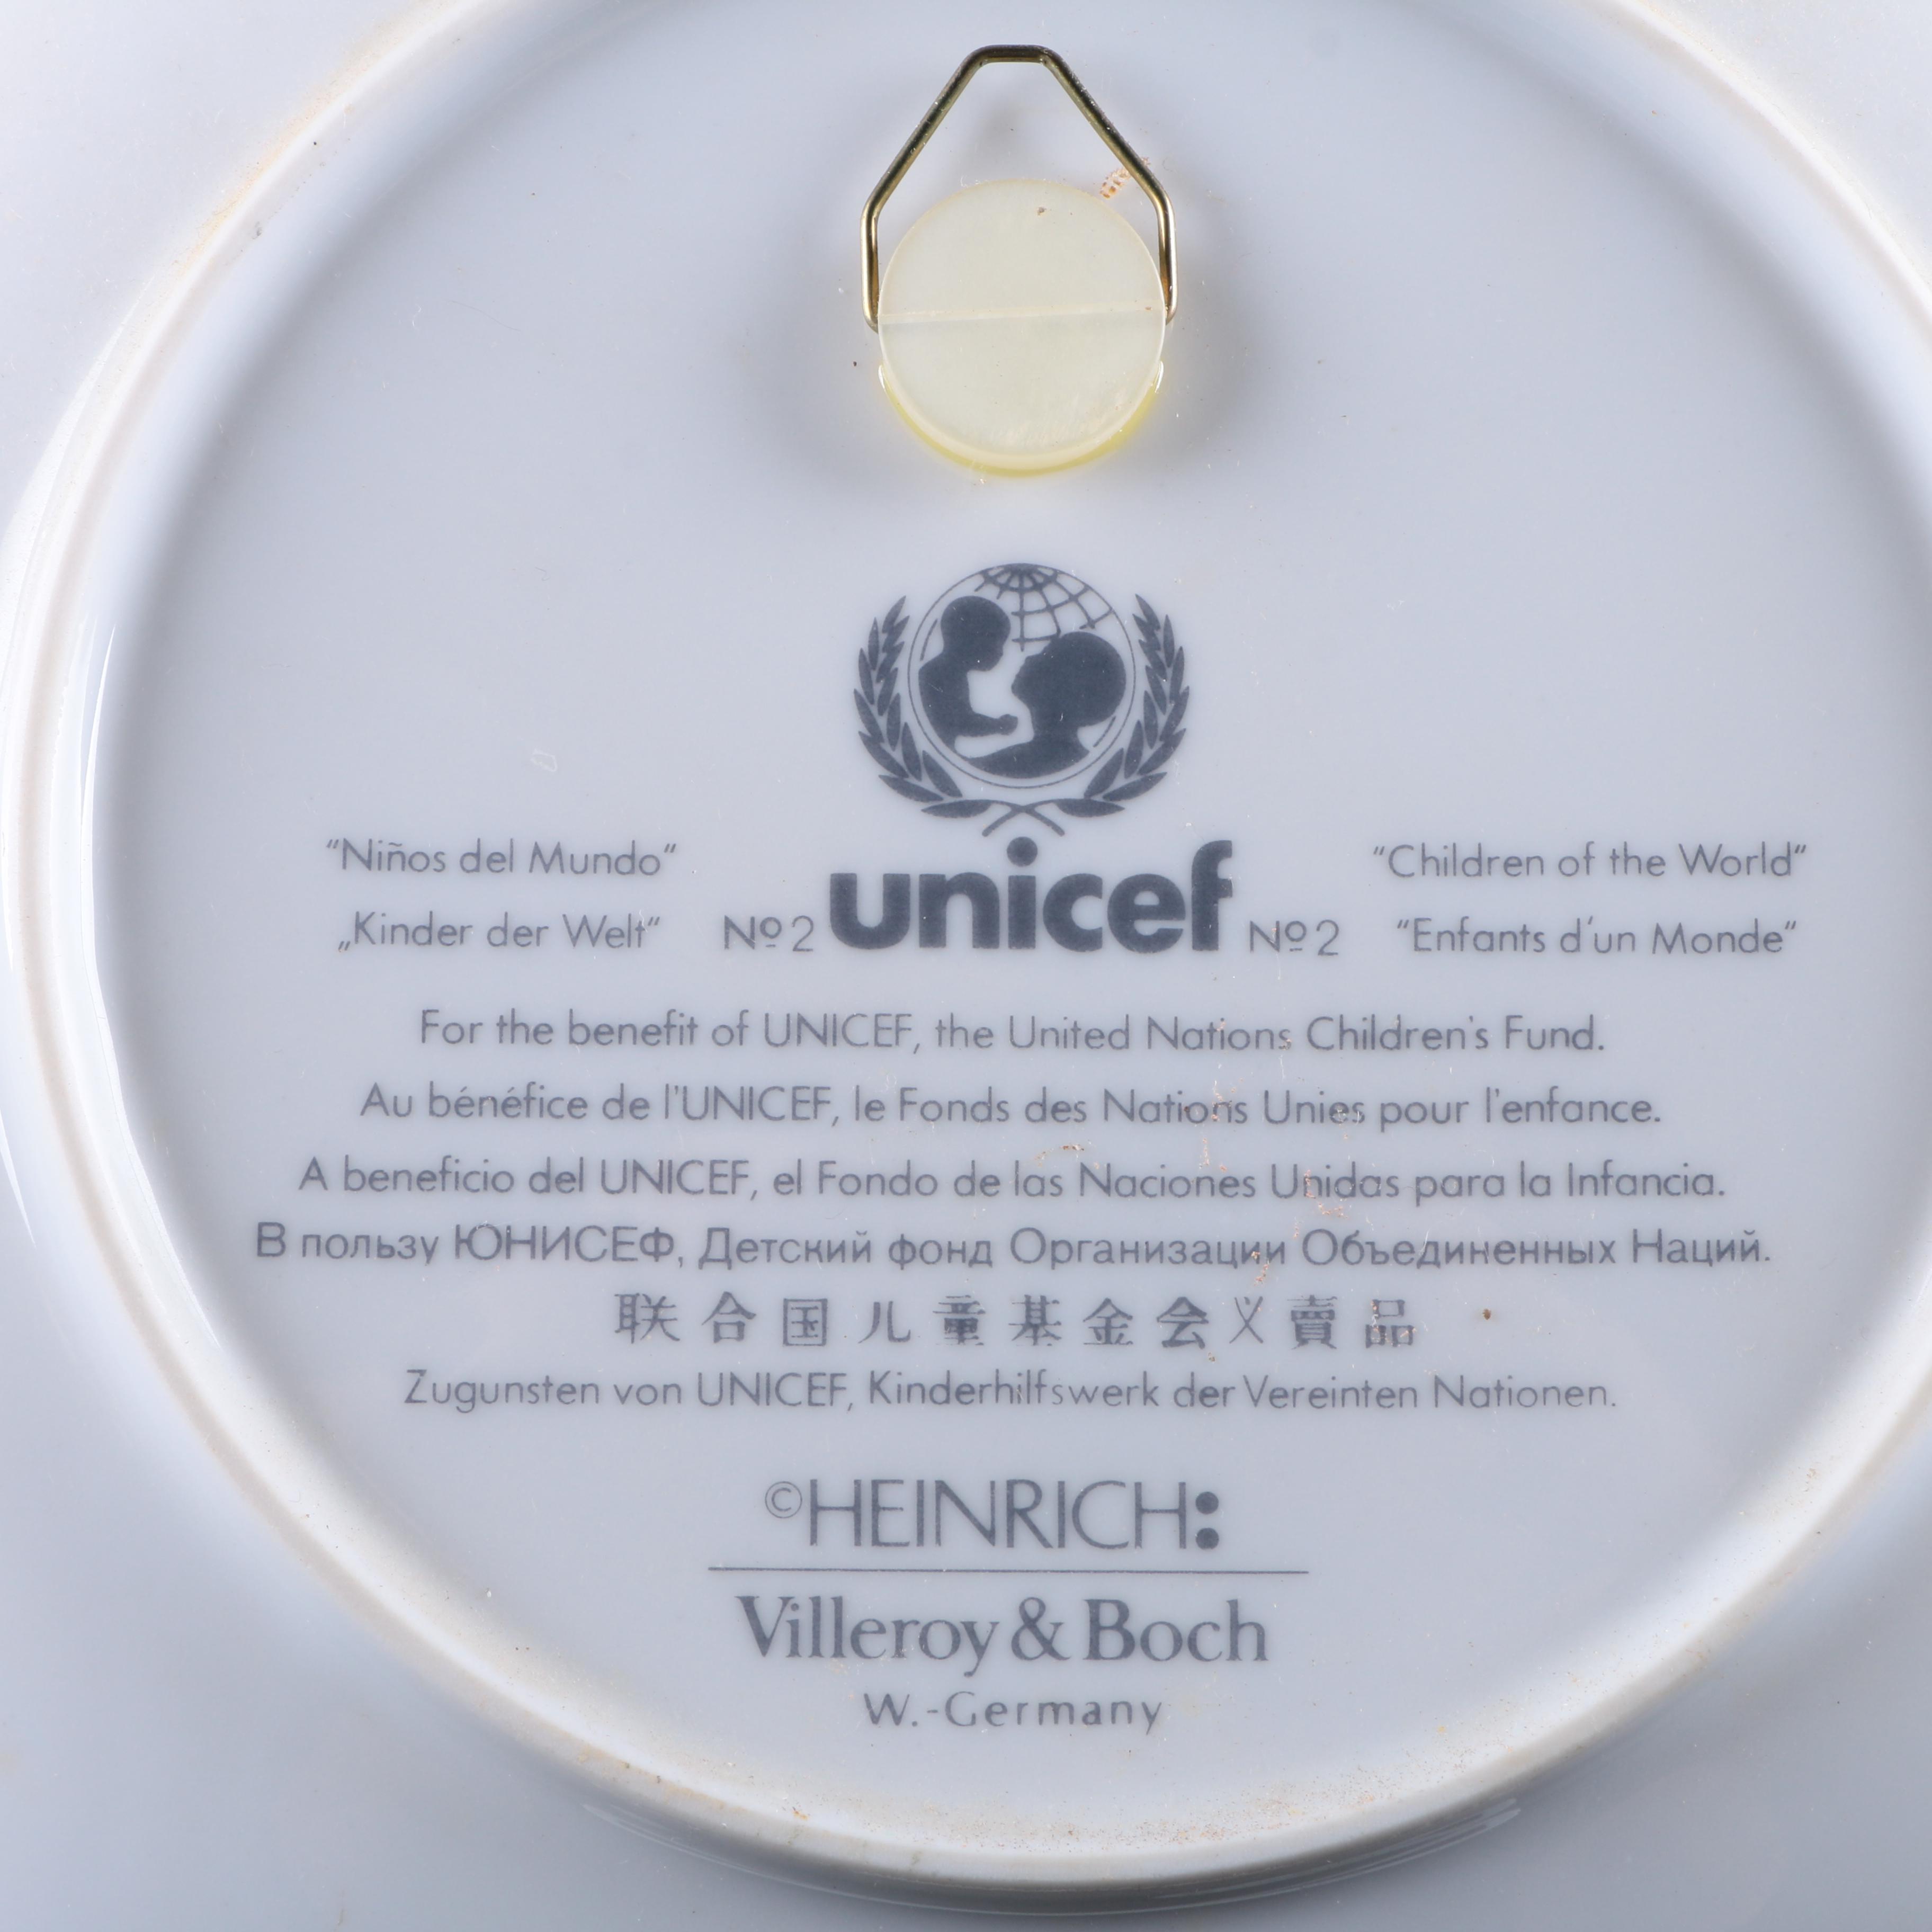 unicef
"Niños del Mundo"
„Kinder der Welt" Nº 2
Nº 2 "Children of the World"
"Enfants d'un Monde"
For the benefit of UNICEF, the United Nations Children's Fund.
Au bénéfice de l'UNICEF, le Fonds des Nations Unies pour l'enfance.
A beneficio del UNICEF, el Fondo de las Naciones Unidas para la Infancia.
В пользу ЮНИСЕФ, Детский фонд Организации Объединенных Наций.
联合国儿童基金会义賣品
Zugunsten von UNICEF, Kinderhilfswerk der Vereinten Nationen.
©HEINRICH:
Villeroy & Boch
W.-Germany